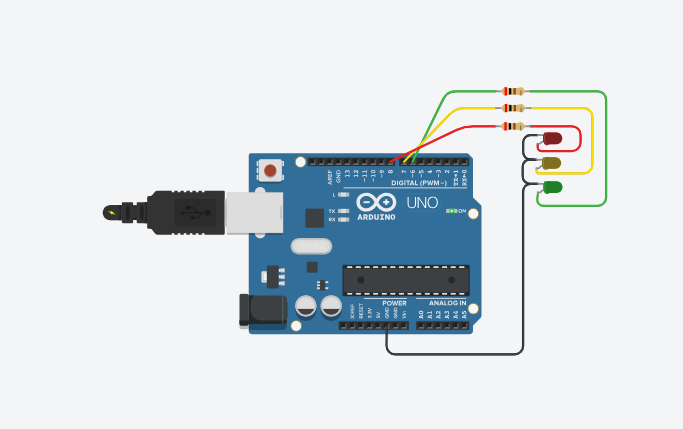 AREF
GND
13
12
~11
~10
~9
8
7
~6
~5
4
~3
2
TX→1
RX←0
DIGITAL (PWM~)
L
TX
RX
UNO
ARDUINO
ON
POWER
ANALOG IN
IOREF
RESET
3.3V
5V
GND
GND
Vin
A0
A1
A2
A3
A4
A5